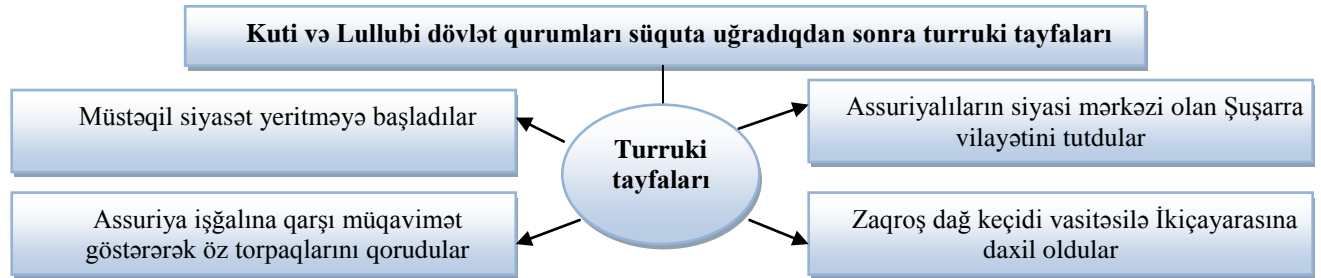 Kuti və Lullubi dövlət qurumları süquta uğradıqdan sonra turruki tayfaları
Müstəqil siyasət yeritməyə başladılar
Assuriyalıların siyasi mərkəzi olan Şuşarra
vilayətini tutdular
Turruki
tayfaları
Assuriya işğalına qarşı müqavimət
göstərərək öz torpaqlarını qorudular
Zaqroş dağ keçidi vasitəsilə İkiçayarasına
daxil oldular